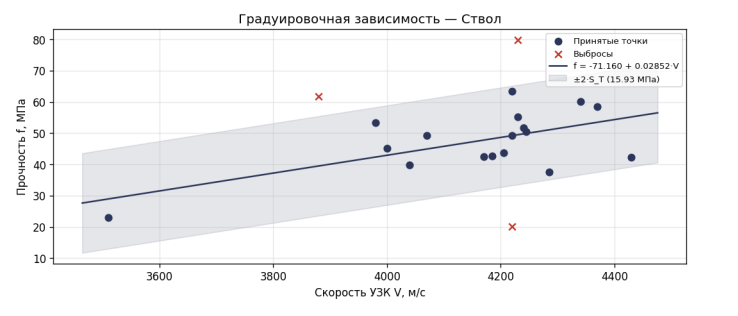 Градуировочная зависимость — Ствол
Принятые точки
Выбросы
f = -71.160 + 0.02852·V
±2·S_T (15.93 МПа)
Прочность f, МПа
80
70
60
50
40
30
20
10
3600 3800 4000 4200 4400
Скорость УЗК V, м/с